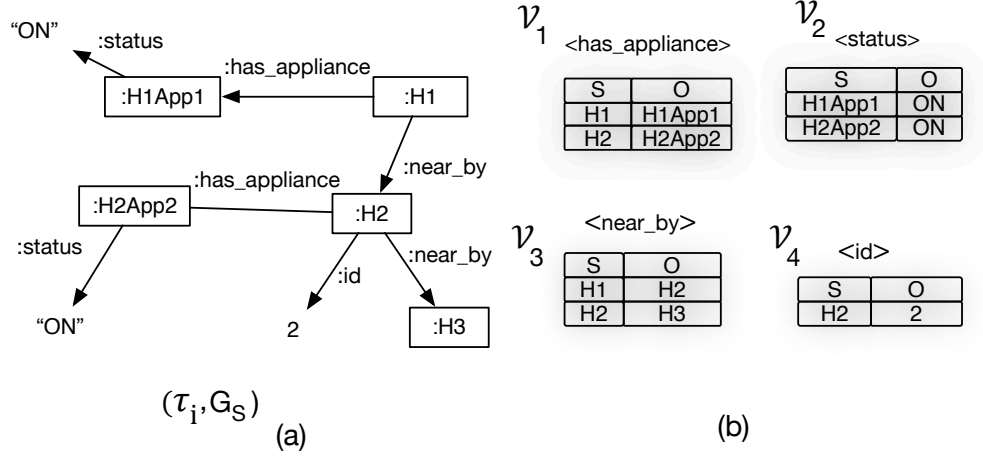 “ON”
:status
:has_appliance
:H1App1
:H1
:near_by
:has_appliance
:H2App2
:H2
:status
:near_by
:id
“ON”
2
:H3
(τi,GS)
(a)
𝒱1
<has_appliance>
S O
H1 H1App1
H2 H2App2
𝒱2
<status>
S O
H1App1 ON
H2App2 ON
𝒱3
<near_by>
S O
H1 H2
H2 H3
𝒱4
<id>
S O
H2 2
(b)